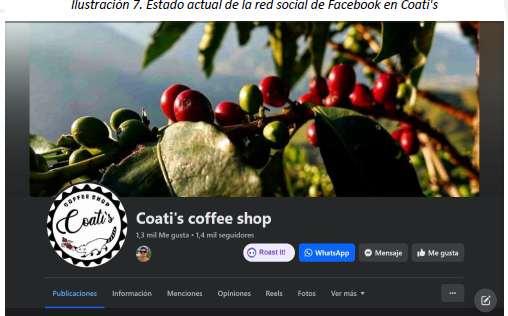 Ilustración 7. Estado actual de la red social de Facebook en Coati's
COFFEE SHOP
Coati's
Coati's coffee shop
1,3 mil Me gusta • 1,4 mil seguidores
Roast It!
WhatsApp
Mensaje
Me gusta
Publicaciones
Información
Menciones
Opiniones
Reels
Fotos
Ver más